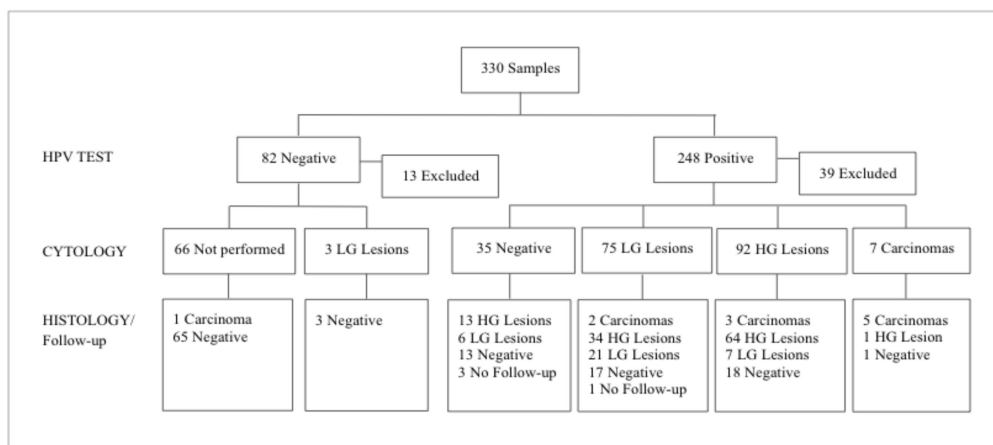 330 Samples
HPV TEST
82 Negative
13 Excluded
248 Positive
39 Excluded
CYTOLOGY
66 Not performed
3 LG Lesions
35 Negative
75 LG Lesions
92 HG Lesions
7 Carcinomas
HISTOLOGY/
Follow-up
1 Carcinoma
65 Negative
3 Negative
13 HG Lesions
6 LG Lesions
13 Negative
3 No Follow-up
2 Carcinomas
34 HG Lesions
21 LG Lesions
17 Negative
1 No Follow-up
3 Carcinomas
64 HG Lesions
7 LG Lesions
18 Negative
5 Carcinomas
1 HG Lesion
1 Negative